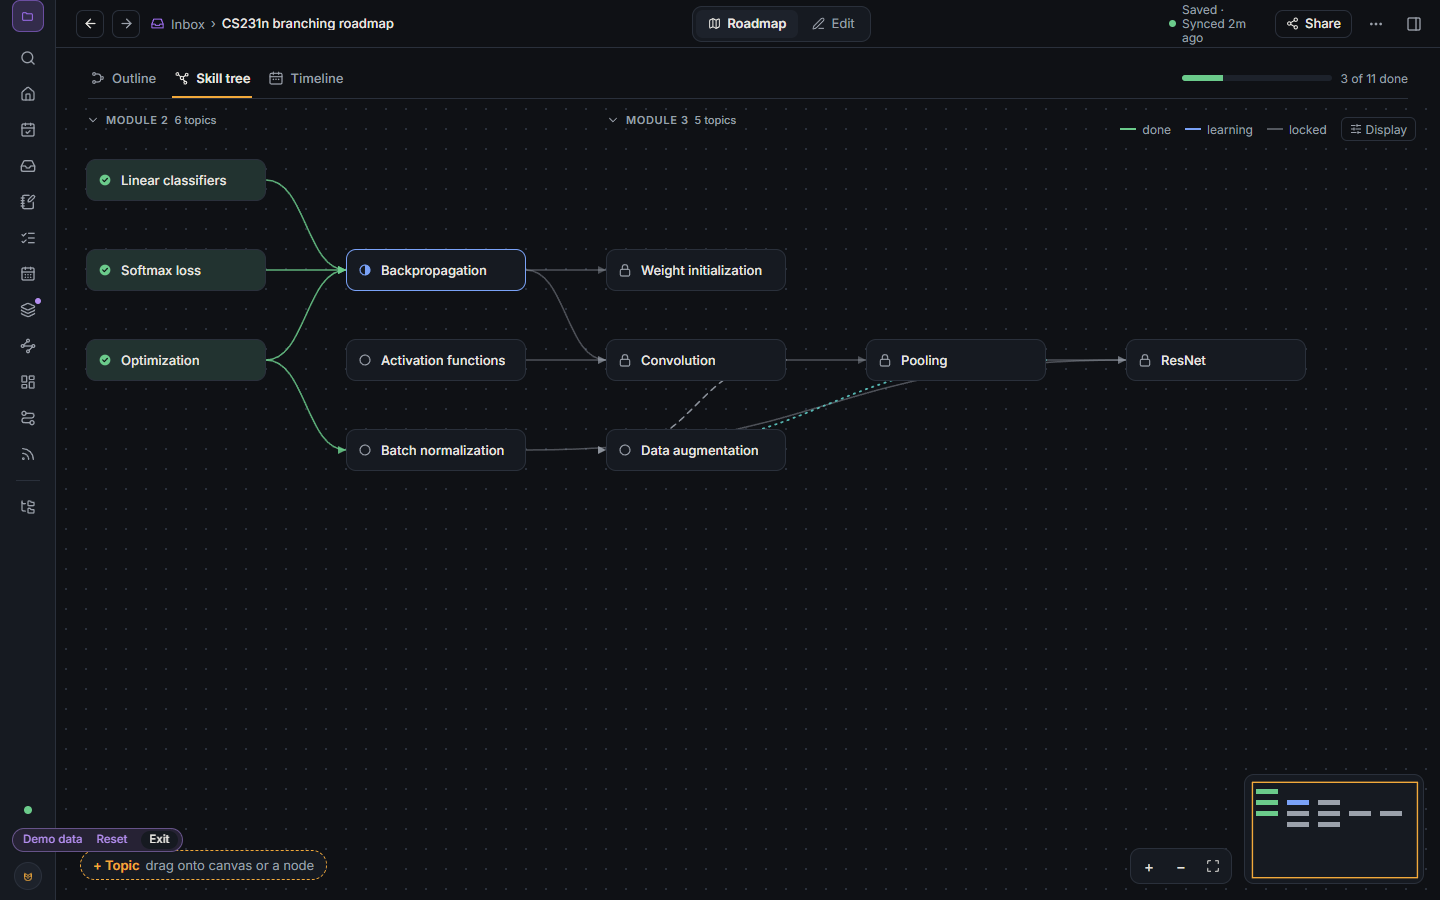 Inbox › CS231n branching roadmap
Roadmap
Edit
Saved ·
Synced 2m
ago
Share
Outline
Skill tree
Timeline
3 of 11 done
MODULE 2 6 topics
MODULE 3 5 topics
done
learning
locked
Display
Linear classifiers
Softmax loss
Backpropagation
Weight initialization
Optimization
Activation functions
Convolution
Pooling
ResNet
Batch normalization
Data augmentation
Demo data Reset Exit
+ Topic drag onto canvas or a node